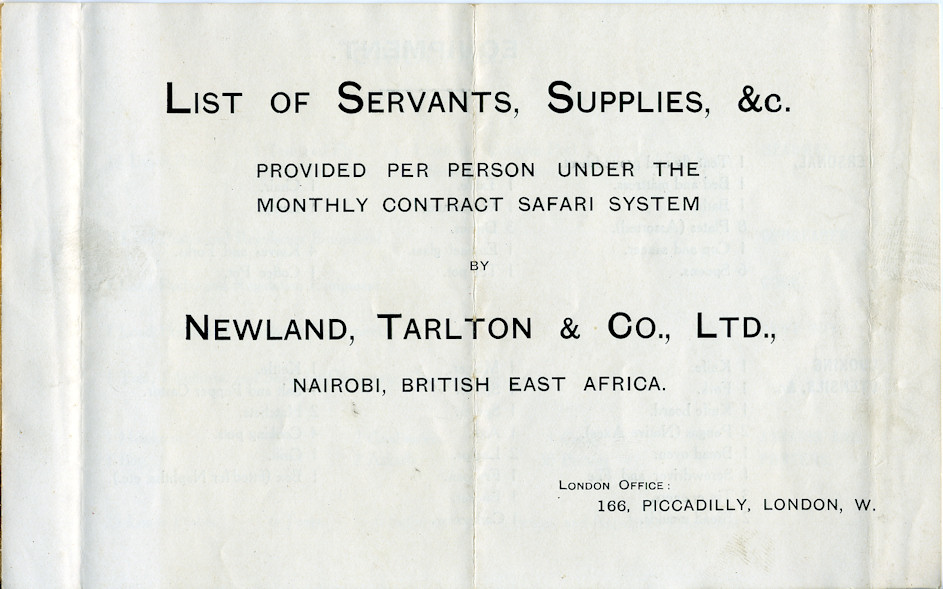 List of Servants, Supplies, &c.
PROVIDED PER PERSON UNDER THE
MONTHLY CONTRACT SAFARI SYSTEM
BY
Newland, Tarlton & Co., Ltd.,
NAIROBI, BRITISH EAST AFRICA.
London Office:
166, PICCADILLY, LONDON, W.